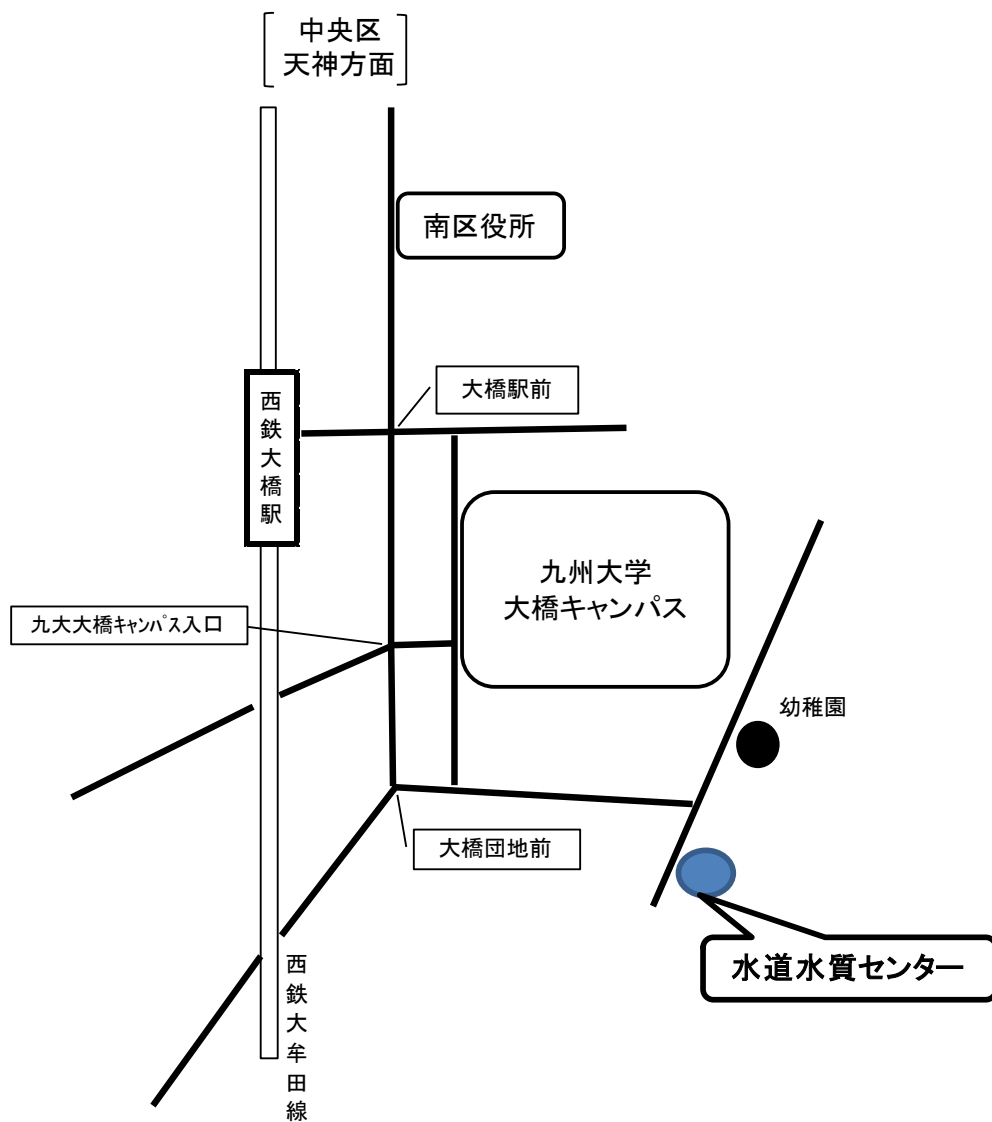 中央区
天神方面
南区役所
大橋駅前
西鉄大橋駅
九州大学
大橋キャンパス
九大大橋ｷｬﾝﾊﾟｽ入口
幼稚園
大橋団地前
水道水質センター
西鉄大牟田線